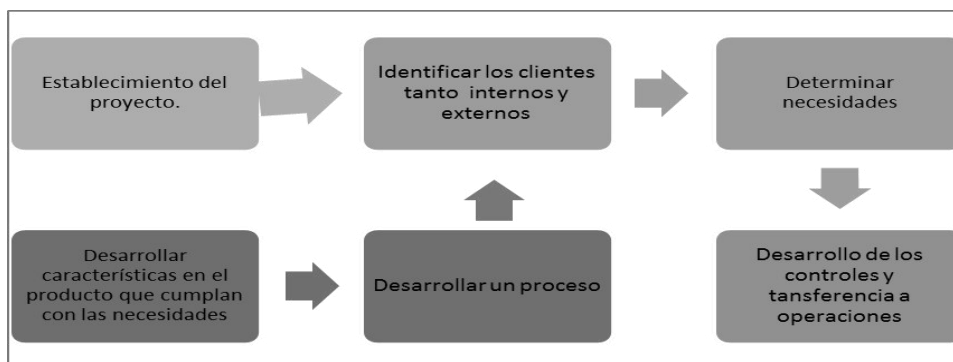 Establecimiento del
proyecto.
Identificar los clientes
tanto internos y
externos
Determinar
necesidades
Desarrollar
características en el
producto que cumplan
con las necesidades
Desarrollar un proceso
Desarrollo de los
controles y
tansferencia a
operaciones